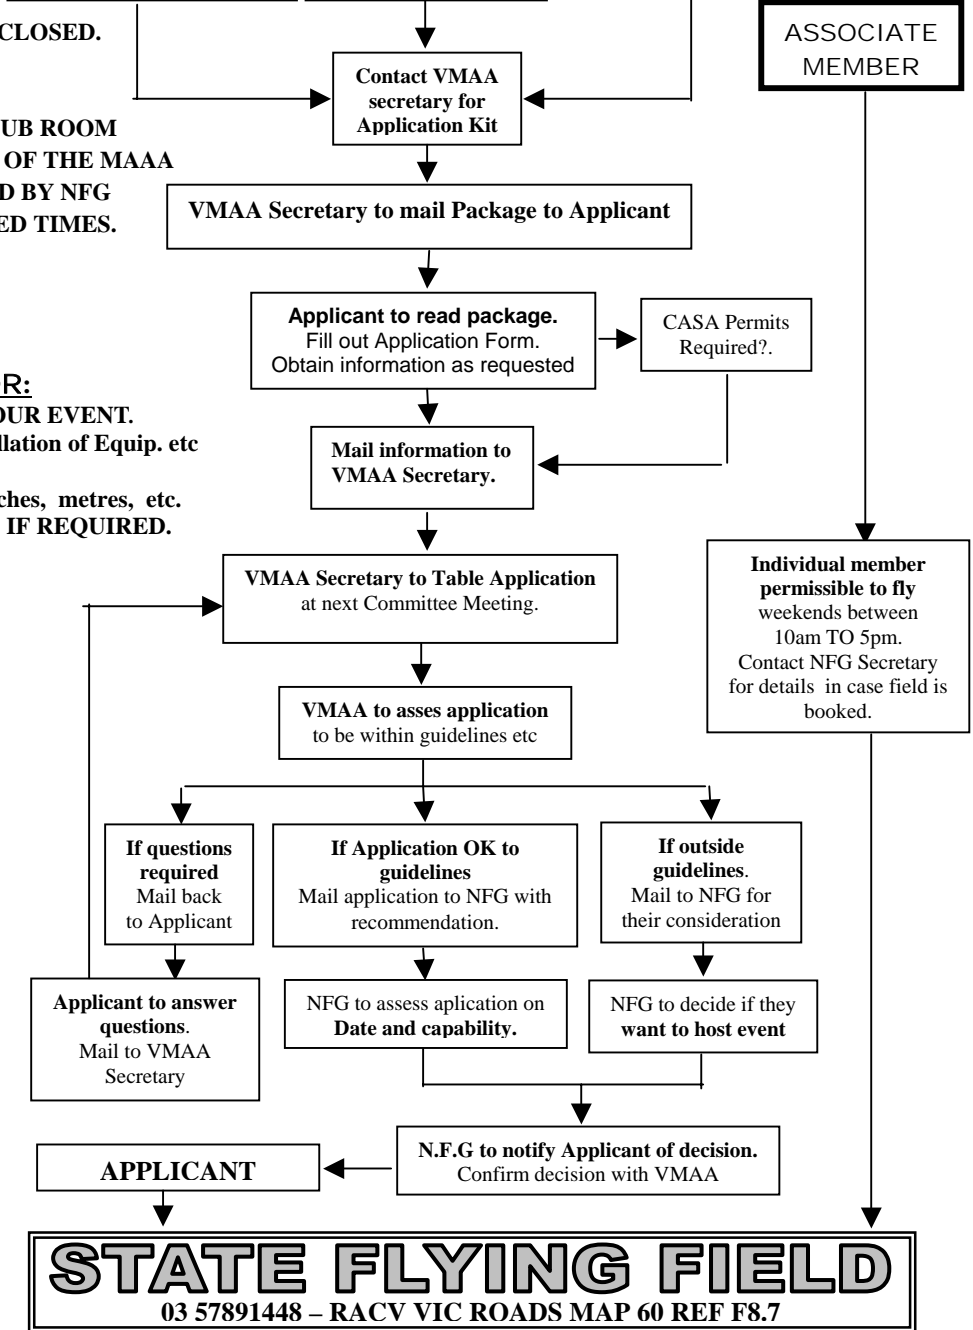 CLOSED.
ASSOCIATE
MEMBER
Contact VMAA
secretary for
Application Kit
UB ROOM
OF THE MAAA
D BY NFG
ED TIMES.
VMAA Secretary to mail Package to Applicant
Applicant to read package.
Fill out Application Form.
Obtain information as requested
CASA Permits
Required?.
OR:
OUR EVENT.
llation of Equip. etc
ches, metres, etc.
IF REQUIRED.
Mail information to
VMAA Secretary.
VMAA Secretary to Table Application
at next Committee Meeting.
Individual member
permissible to fly
weekends between
10am TO 5pm.
Contact NFG Secretary
for details in case field is
booked.
VMAA to asses application
to be within guidelines etc
If questions
required
Mail back
to Applicant
If Application OK to
guidelines
Mail application to NFG with
recommendation.
If outside
guidelines.
Mail to NFG for
their consideration
Applicant to answer
questions.
Mail to VMAA
Secretary
NFG to assess aplication on
Date and capability.
NFG to decide if they
want to host event
N.F.G to notify Applicant of decision.
Confirm decision with VMAA
APPLICANT
STATE FLYING FIELD
03 57891448 – RACV VIC ROADS MAP 60 REF F8.7